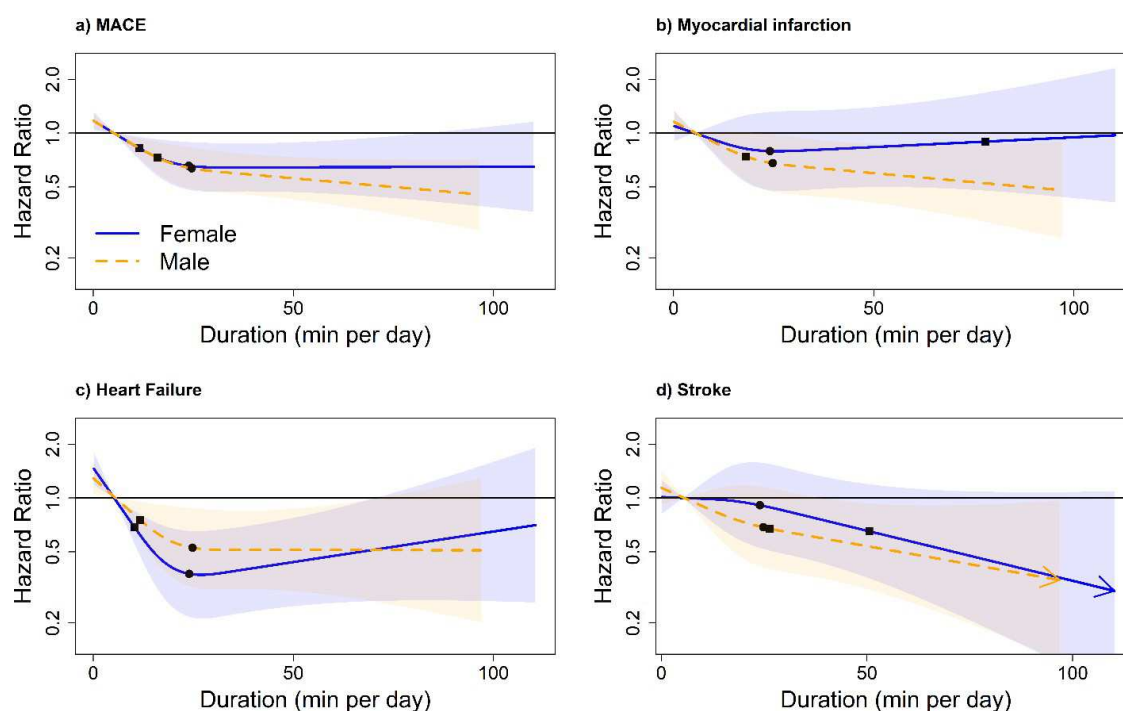 a) MACE
Hazard Ratio
2.0
1.0
0.5
0.2
Female
Male
0
50
100
Duration (min per day)
b) Myocardial infarction
Hazard Ratio
2.0
1.0
0.5
0.2
0
50
100
Duration (min per day)
c) Heart Failure
Hazard Ratio
2.0
1.0
0.5
0.2
0
50
100
Duration (min per day)
d) Stroke
Hazard Ratio
2.0
1.0
0.5
0.2
0
50
100
Duration (min per day)